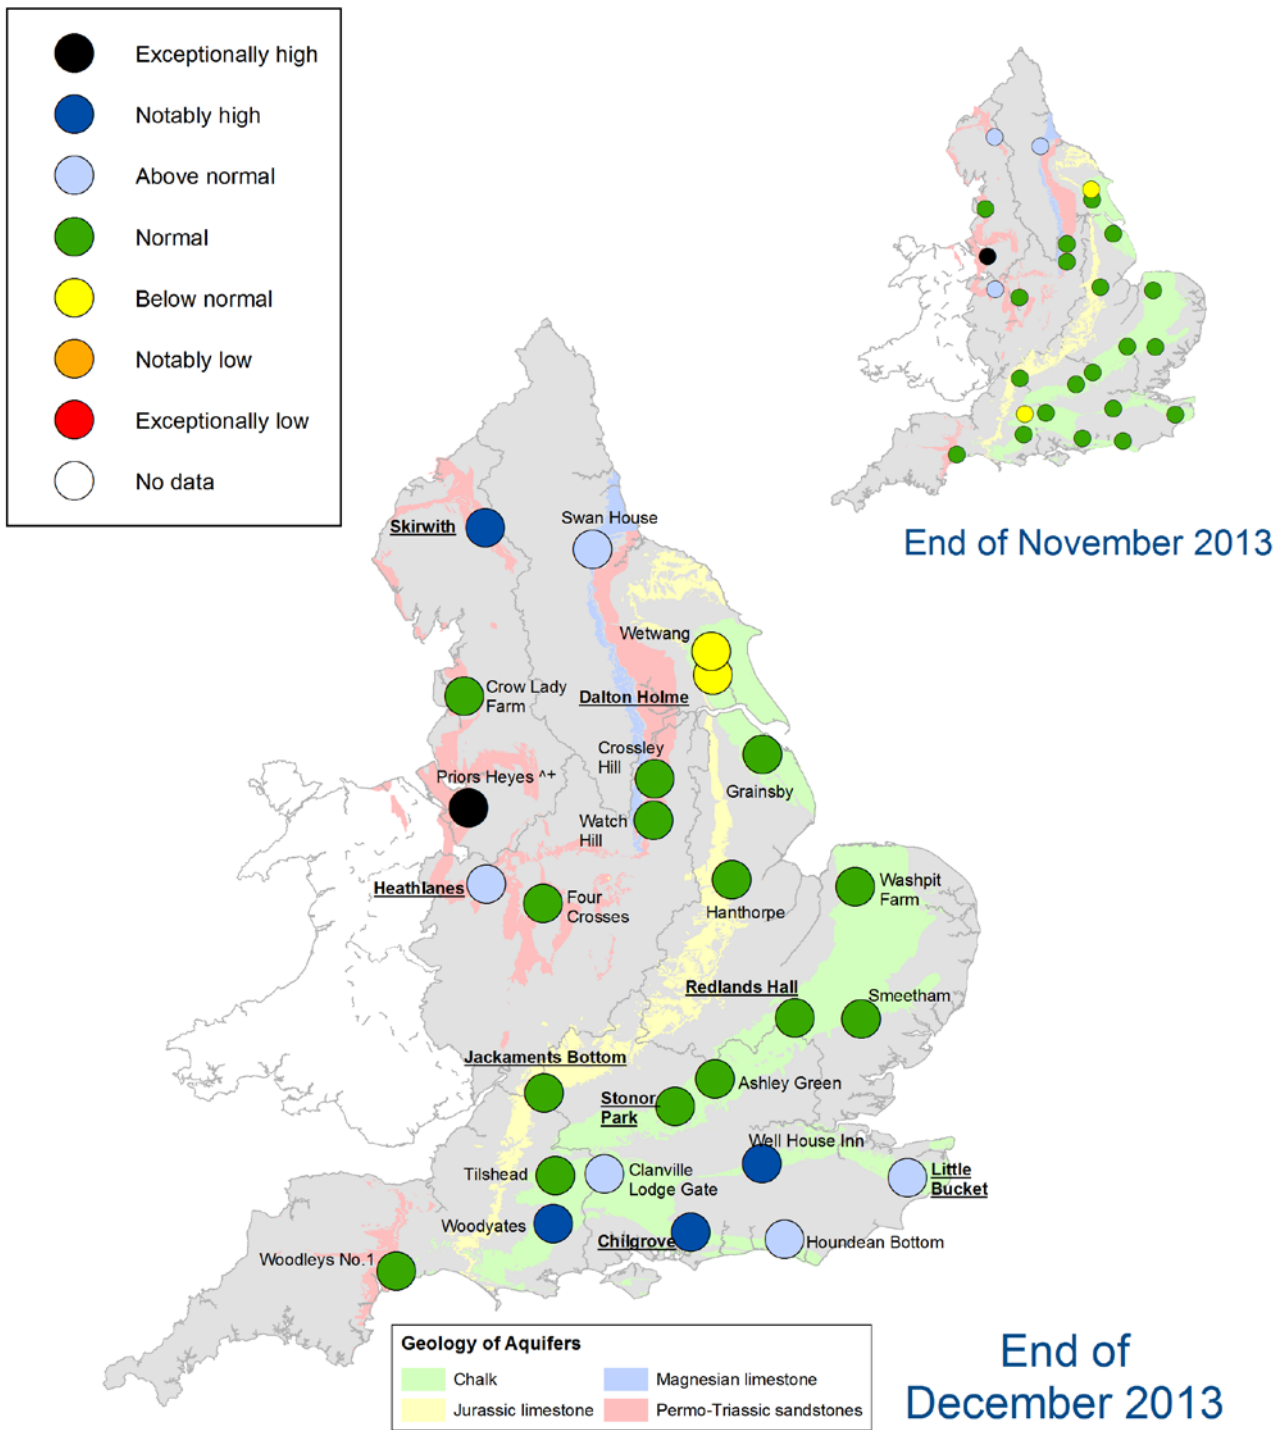 Exceptionally high
Notably high
Above normal
Normal
Below normal
Notably low
Exceptionally low
No data
End of November 2013
Skirwith
Swan House
Wetwang
Dalton Holme
Crow Lady
Farm
Crossley
Hill
Grainsby
Priors Heyes ^+
Watch
Hill
Heathlanes
Four
Crosses
Hanthorpe
Washpit
Farm
Redlands Hall
Smeetham
Jackaments Bottom
Ashley Green
Stonor
Park
Well House Inn
Tilshead
Clanville
Lodge Gate
Little
Bucket
Woodyates
Chilgrove
Houndean Bottom
Woodleys No.1
Geology of Aquifers
Chalk
Magnesian limestone
Jurassic limestone
Permo-Triassic sandstones
End of
December 2013